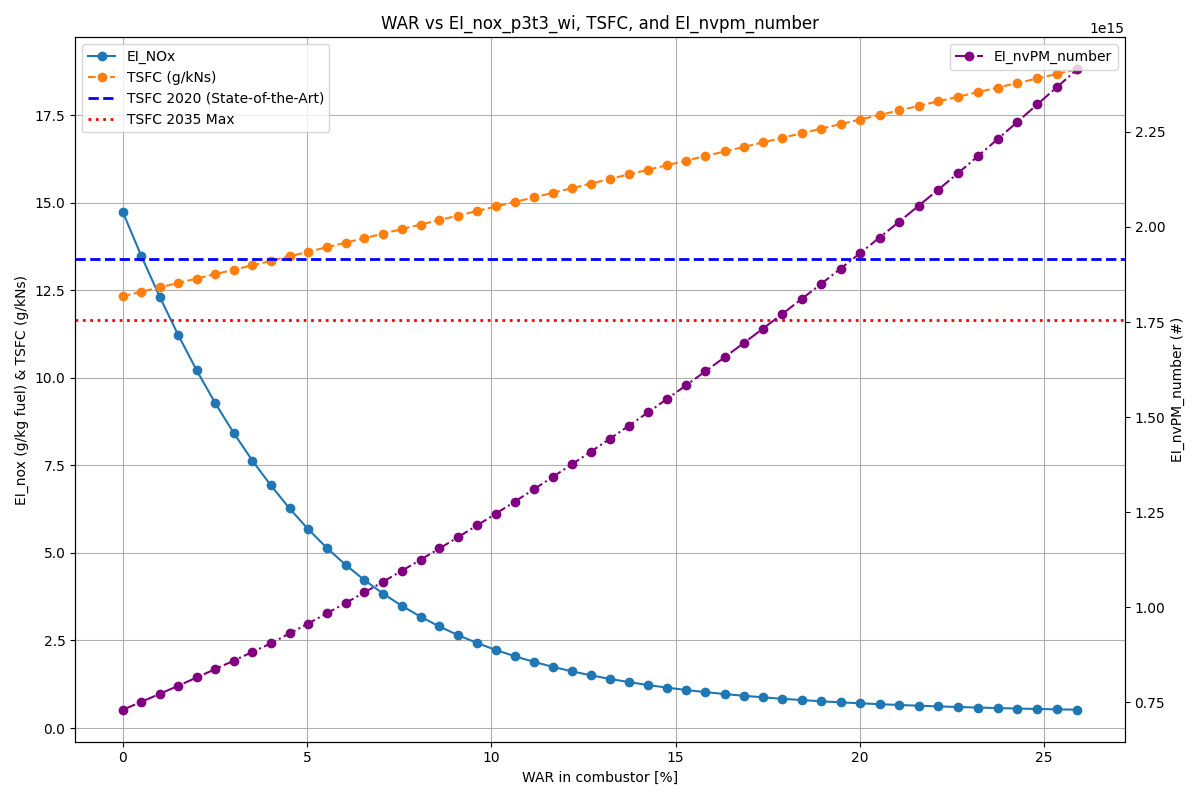 WAR vs EI_nox_p3t3_wi, TSFC, and EI_nvpm_number
1e15
EI_NOx
TSFC (g/kNs)
TSFC 2020 (State-of-the-Art)
TSFC 2035 Max
EI_nvPM_number
EI_nox (g/kg fuel) & TSFC (g/kNs)
17.5
15.0
12.5
10.0
7.5
5.0
2.5
0.0
2.25
2.00
1.75
1.50
1.25
1.00
0.75
EI_nvPM_number (#)
0
5
10
15
20
25
WAR in combustor [%]